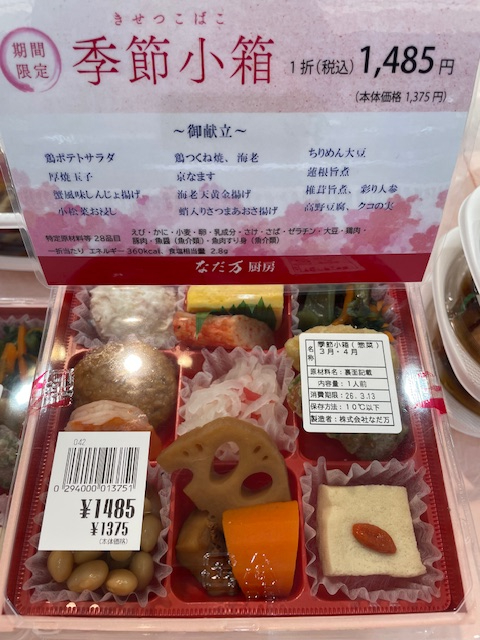 きせつこばこ
期間
限定
季節小箱 1折(税込) 1,485円
(本体価格 1,375円)
～御献立～
鶏ポテトサラダ 鶏つくね焼、海老 ちりめん大豆
厚焼玉子 京なます 蓮根旨煮
蟹風味しんじょ揚げ 海老天黄金揚げ 椎茸旨煮、彩り人参
小松菜お浸し 蛸入りさつまあおさ揚げ 高野豆腐、クコの実
特定原材料等 28品目 えび・かに・小麦・卵・乳成分・さけ・さば・ゼラチン・大豆・鶏肉・
豚肉・魚醤(魚介類)・魚肉すり身(魚介類)
一折当たり エネルギー 360kcal、食塩相当量 2.8g
なだ万 厨房
名称 季節小箱(惣菜)
3月・4月
原材料名:裏面記載
内容量:1人前
消費期限:26.3.13
保存方法:10℃以下
製造者:株式会社なだ万
042
0 294000 013751
¥1485
¥1375
(本体価格)